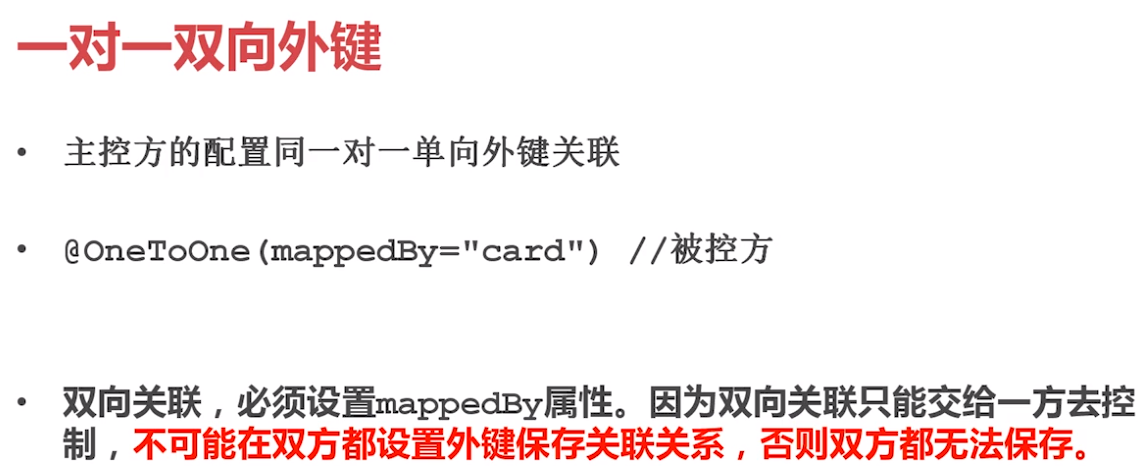 一对一双向外键
• 主控方的配置同一对一单向外键关联
• @OneToOne(mappedBy="card") //被控方
• 双向关联，必须设置mappedBy属性。因为双向关联只能交给一方去控
制，不可能在双方都设置外键保存关联关系，否则双方都无法保存。